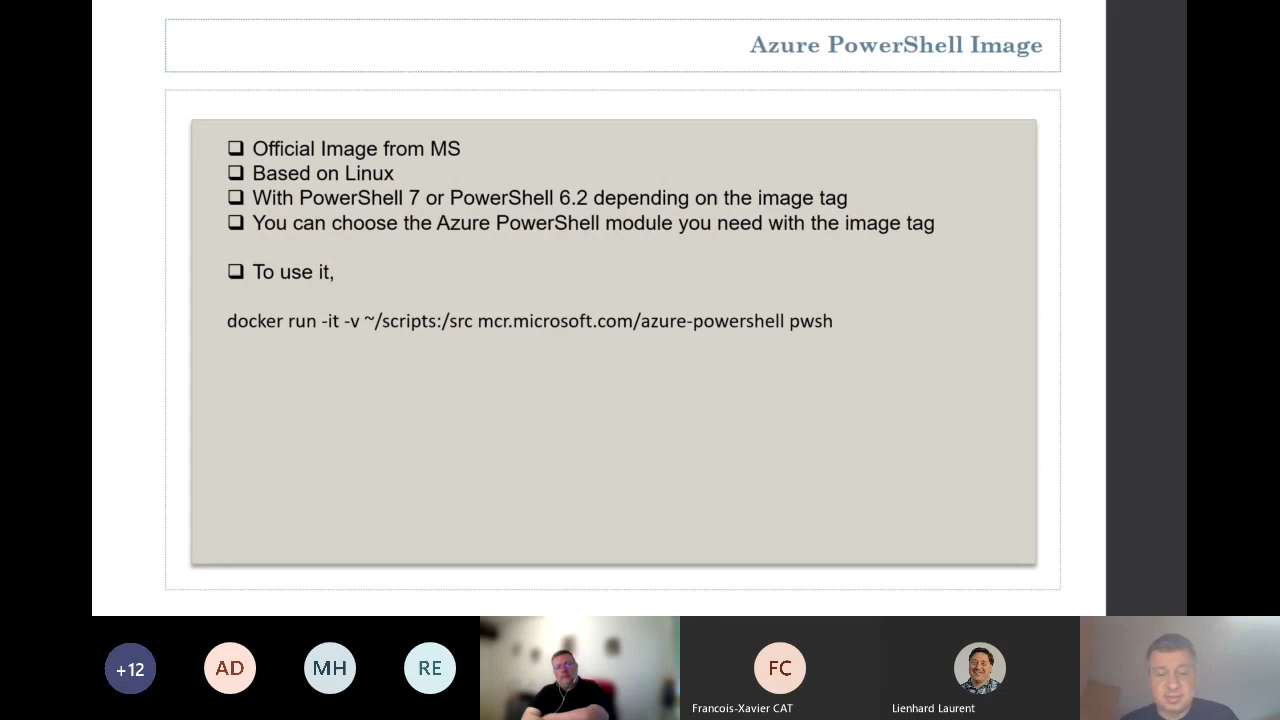 Azure PowerShell Image
Official Image from MS
Based on Linux
With PowerShell 7 or PowerShell 6.2 depending on the image tag
You can choose the Azure PowerShell module you need with the image tag
To use it,
docker run -it -v ~/scripts:/src mcr.microsoft.com/azure-powershell pwsh
+12
AD
MH
RE
FC
Francois-Xavier CAT
Lienhard Laurent